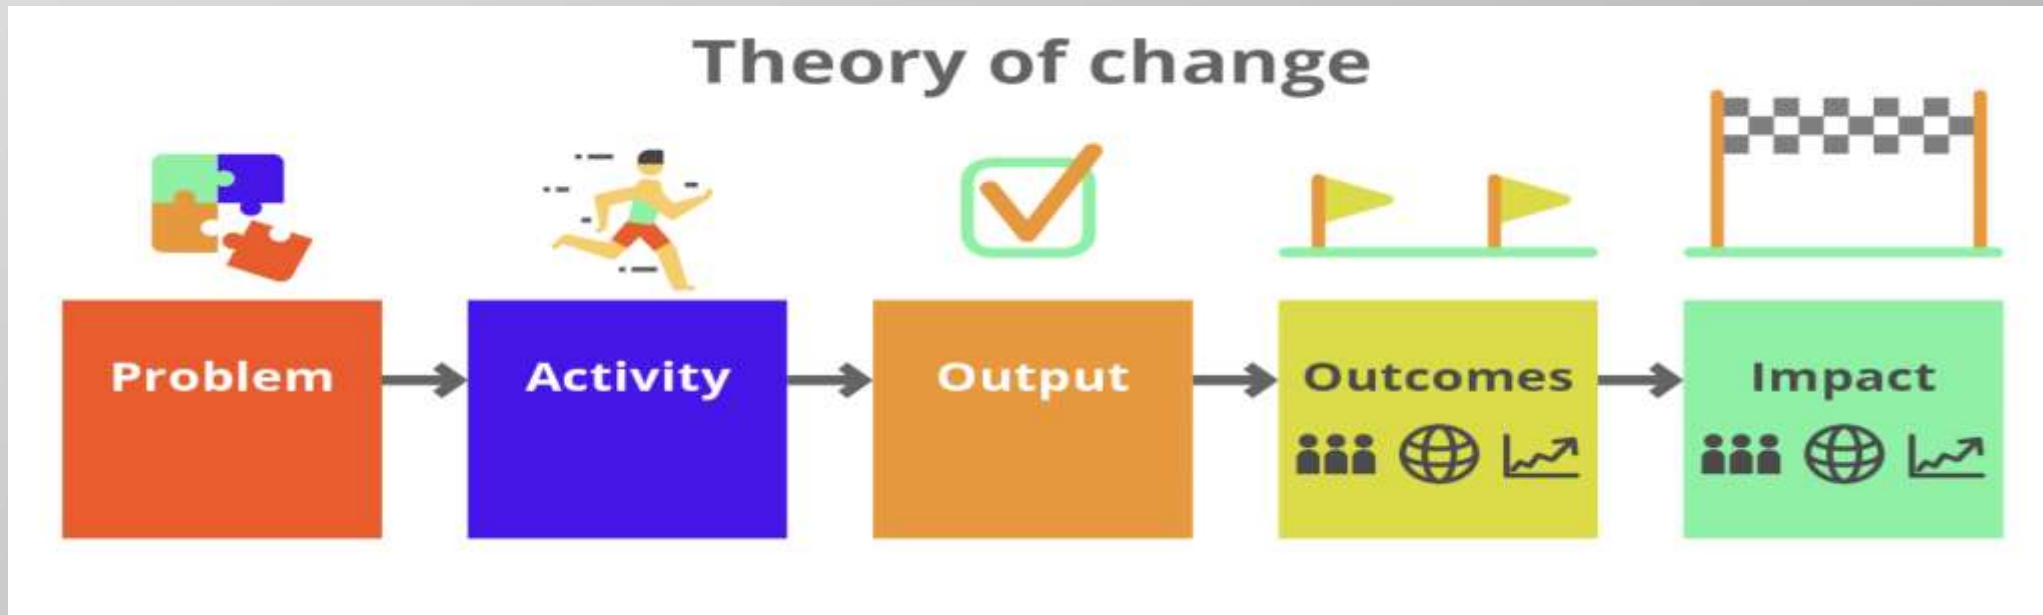 Theory of change
Problem
Activity
Output
Outcomes
Impact